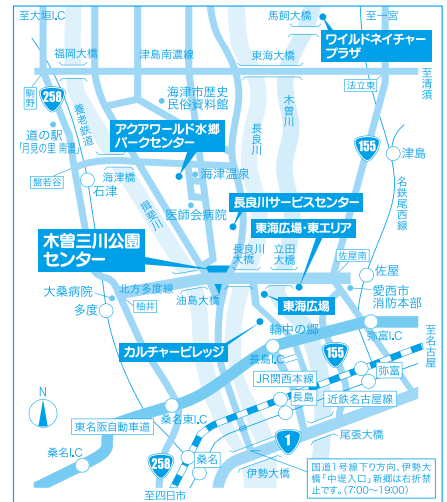 至大垣I.C
馬飼大橋
至一宮
ワイルドネイチャー
プラザ
福岡大橋
津島南濃線
東海大橋
駒野
258
法立東
至清須
海津市歴史
民俗資料館
木曽川
道の駅
「月見の里 南濃」
養老鉄道
アクアワールド水郷
パークセンター
長良川
155
津島
盤若谷
海津橋
石津
海津温泉
揖斐川
医師会病院
長良川サービスセンター
名鉄尾西線
木曽三川公園
センター
長良川
大橋
立田
大橋
東海広場・東エリア
佐屋南
佐屋
大桑病院
北方多度線
柚井
油島大橋
東海広場
愛西市
消防本部
多度
輪中の郷
カルチャービレッジ
弥富I.C
至名古屋
長島I.C
155
JR関西本線
弥富
N
長島
近鉄名古屋線
桑名東I.C
東名阪自動車道
1
尾張大橋
桑名I.C
258
桑名
伊勢大橋
至四日市
国道1号線下り方向、伊勢大
橋「中堤入口」新郷は右折禁
止です。(7:00〜19:00)